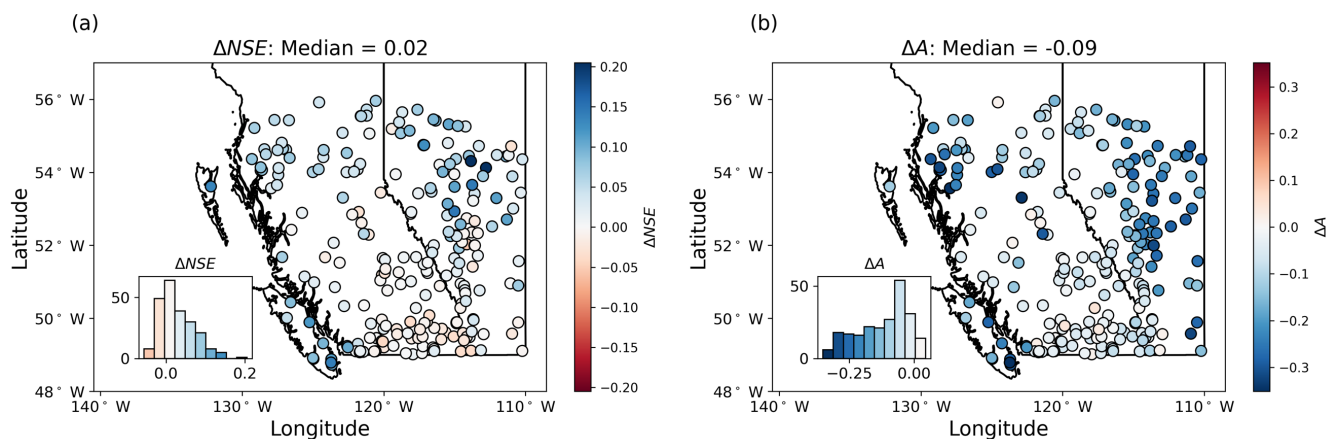 (a)
ΔNSE: Median = 0.02
56° W
54° W
52° W
50° W
48° W
Latitude
140° W
130° W
120° W
110° W
Longitude
ΔNSE
50
0
0.0
0.2
0.20
0.15
0.10
0.05
0.00
−0.05
−0.10
−0.15
−0.20
ΔNSE
(b)
ΔA: Median = -0.09
56° W
54° W
52° W
50° W
48° W
Latitude
140° W
130° W
120° W
110° W
Longitude
ΔA
50
0
−0.25
0.00
0.3
0.2
0.1
0.0
−0.1
−0.2
−0.3
ΔA